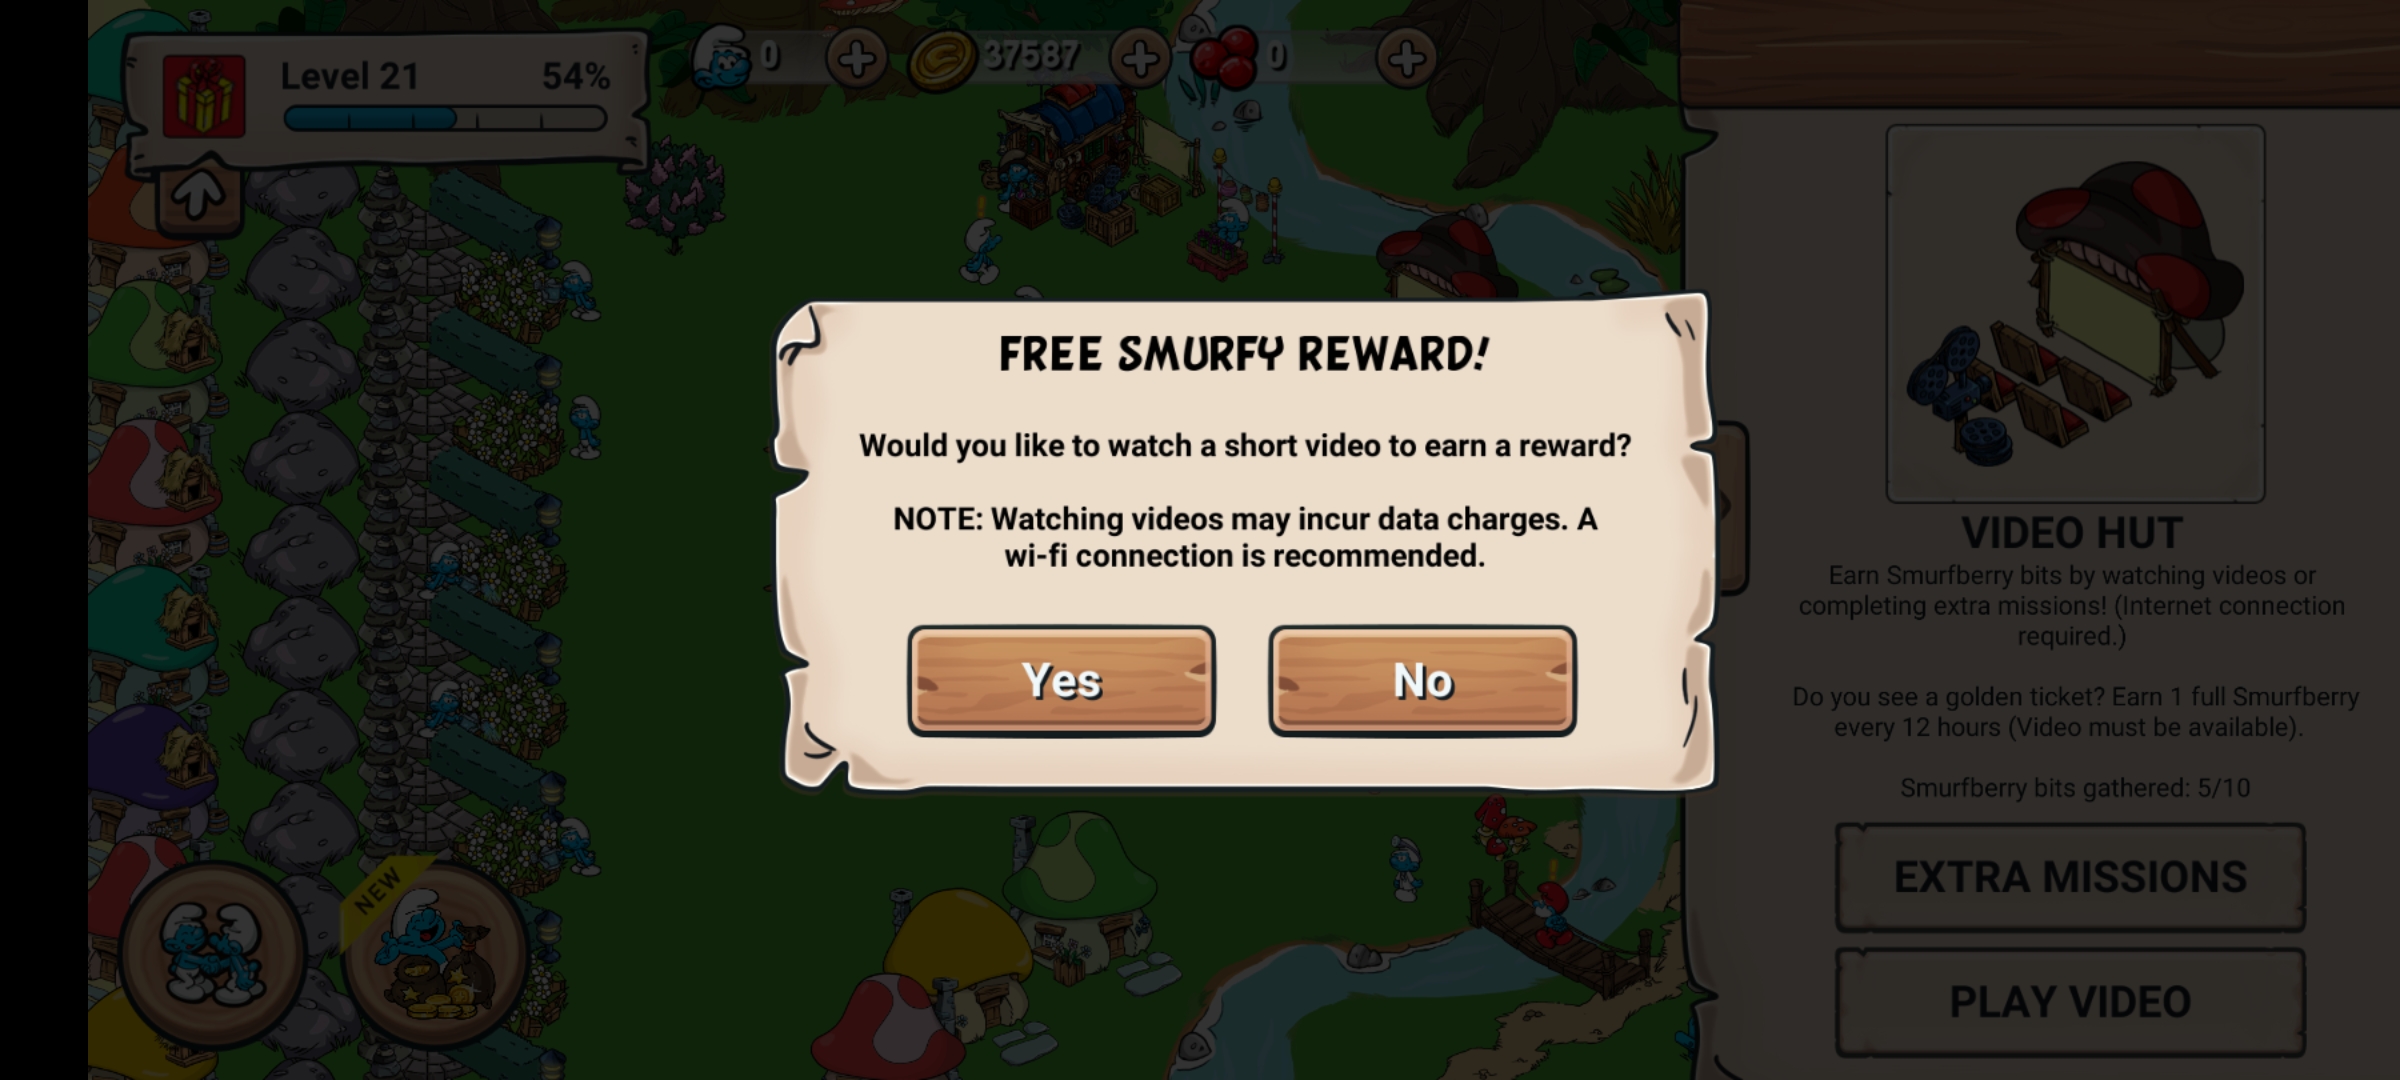 Level 21
54%
0
37587
0
FREE SMURFY REWARD!
Would you like to watch a short video to earn a reward?
NOTE: Watching videos may incur data charges. A
wi-fi connection is recommended.
Yes
No
VIDEO HUT
Earn Smurfberry bits by watching videos or
completing extra missions! (Internet connection
required.)
Do you see a golden ticket? Earn 1 full Smurfberry
every 12 hours (Video must be available).
Smurfberry bits gathered: 5/10
EXTRA MISSIONS
PLAY VIDEO
NEW